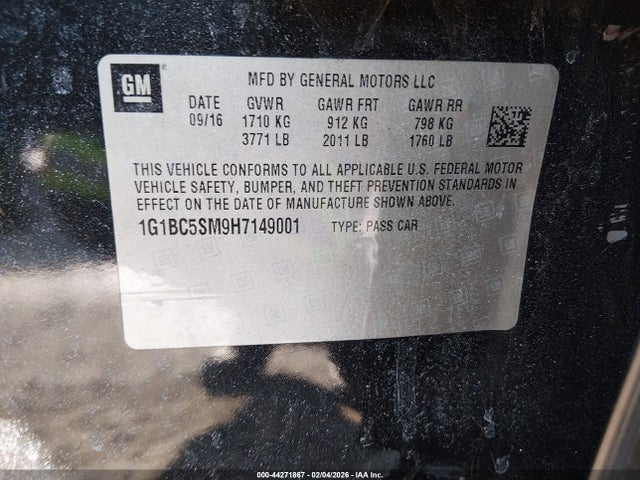 GM
MFD BY GENERAL MOTORS LLC
DATE GVWR GAWR FRT GAWR RR
09/16 1710 KG 912 KG 798 KG
3771 LB 2011 LB 1760 LB
THIS VEHICLE CONFORMS TO ALL APPLICABLE U.S. FEDERAL MOTOR
VEHICLE SAFETY, BUMPER, AND THEFT PREVENTION STANDARDS IN
EFFECT ON THE DATE OF MANUFACTURE SHOWN ABOVE.
1G1BC5SM9H7149001 TYPE: PASS CAR
000-44271867 - 02/04/2026 - IAA Inc.